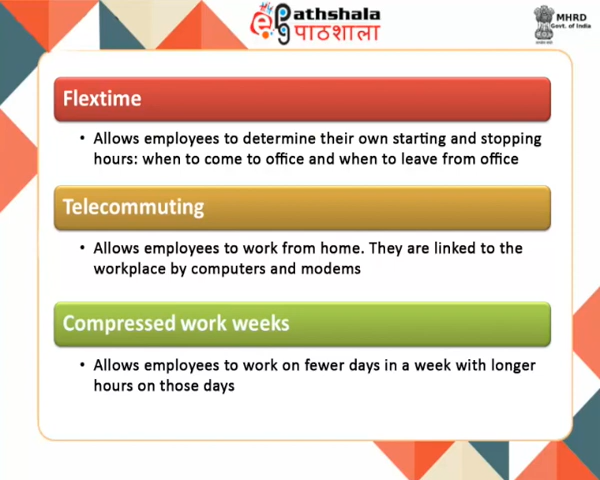 Pathshala
पाठशाला
MHRD
Govt. of India
Flextime
• Allows employees to determine their own starting and stopping
hours: when to come to office and when to leave from office
Telecommuting
• Allows employees to work from home. They are linked to the
workplace by computers and modems
Compressed work weeks
• Allows employees to work on fewer days in a week with longer
hours on those days